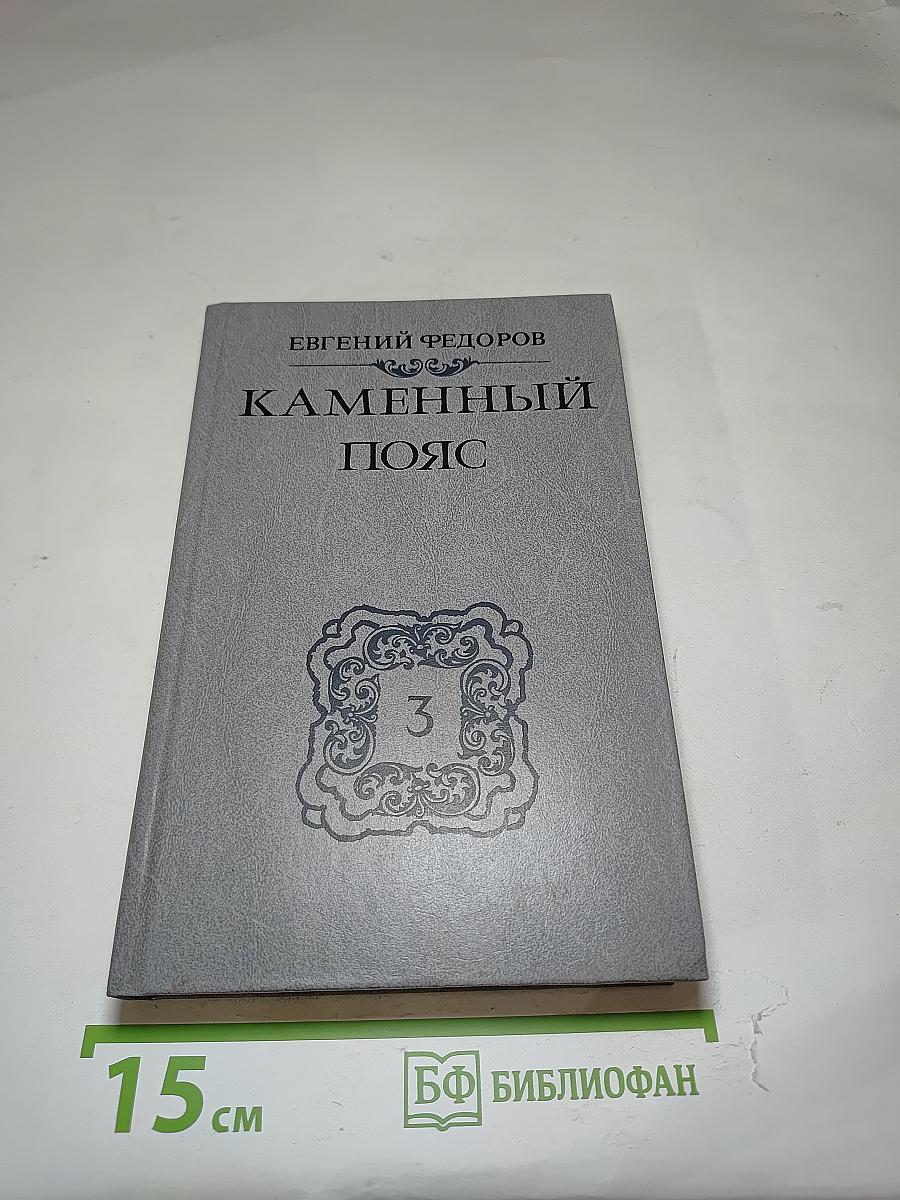 ЕВГЕНИЙ ФЕДОРОВ
КАМЕННЫЙ
ПОЯС
3
15 см
БФ БИБЛИОФАН